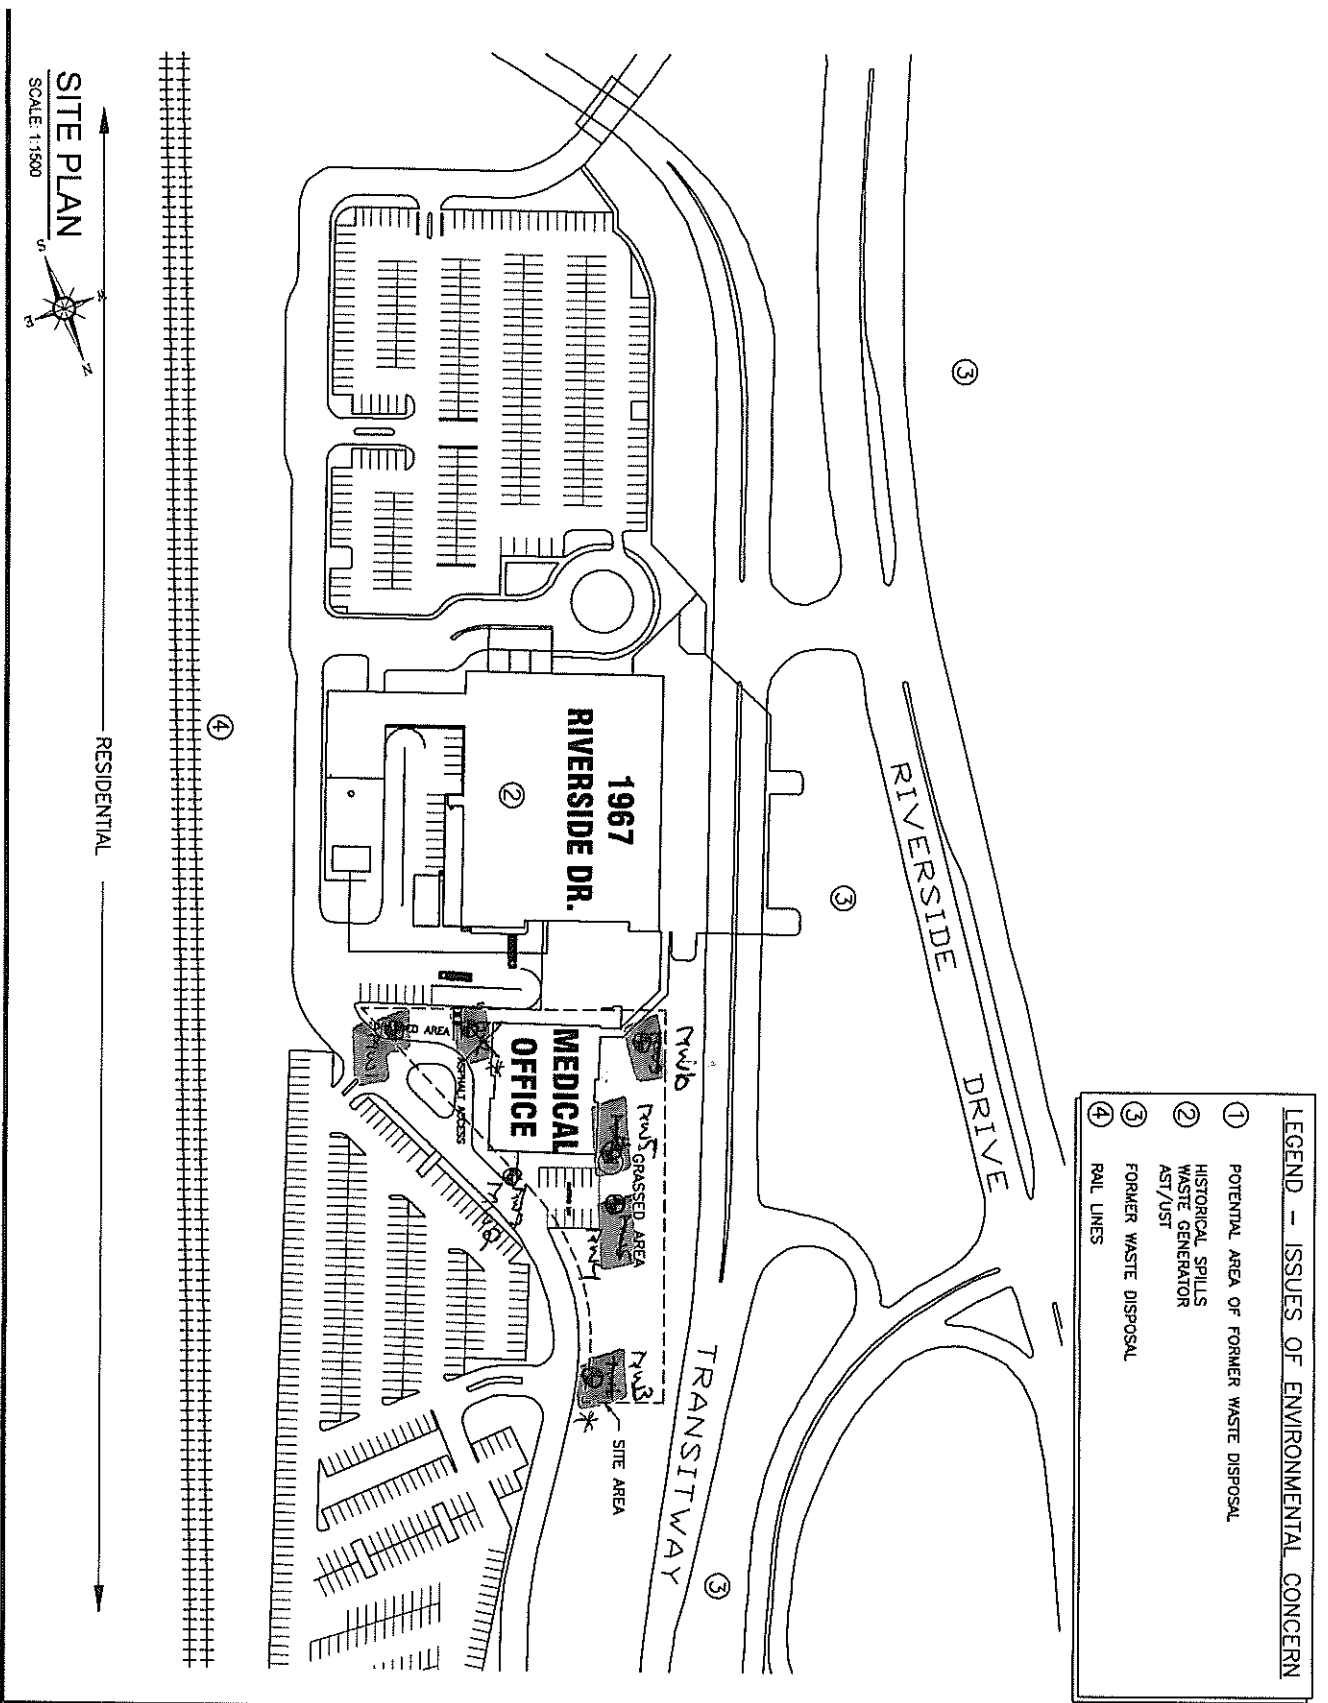 LEGEND – ISSUES OF ENVIRONMENTAL CONCERN
① POTENTIAL AREA OF FORMER WASTE DISPOSAL
② HISTORICAL SPILLS
WASTE GENERATOR
AST/UST
③ FORMER WASTE DISPOSAL
④ RAIL LINES
③
RIVERSIDE DRIVE
③
TRANSITWAY
③
1967
RIVERSIDE DR.
②
MEDICAL
OFFICE
MW6
MW5
GRASSED AREA
MW3
SITE AREA
AREA
ASPHALT ACCESS
④
RESIDENTIAL
SITE PLAN
SCALE: 1:1500
S
N